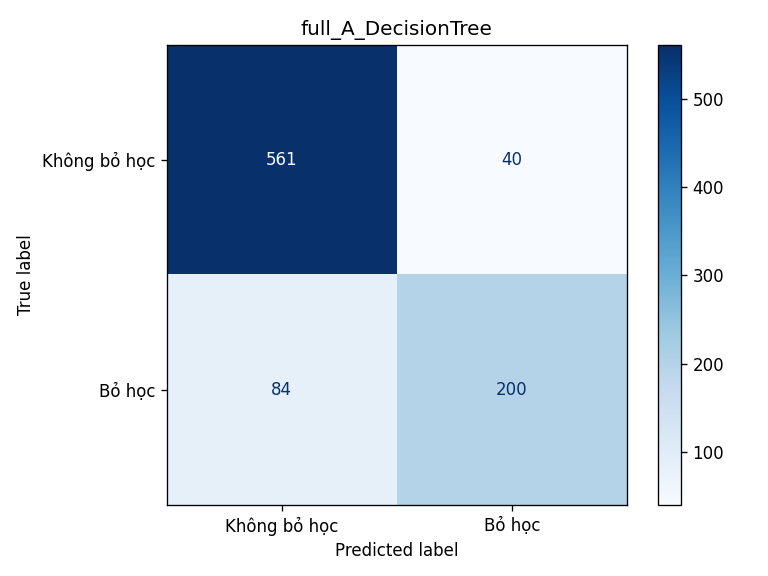 full_A_DecisionTree
Không bỏ học
561
40
Bỏ học
84
200
True label
Không bỏ học
Bỏ học
Predicted label
500
400
300
200
100